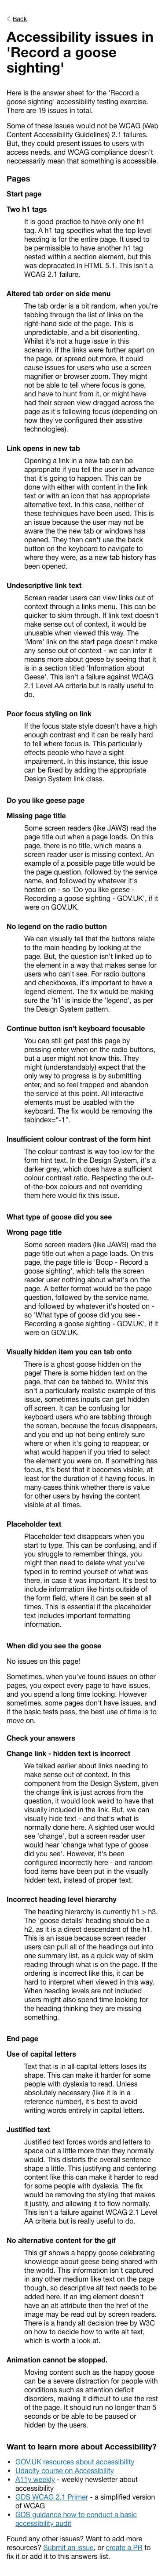 Back
Accessibility issues in
'Record a goose
sighting'
Here is the answer sheet for the 'Record a
goose sighting' accessibility testing exercise.
There are 19 issues in total.
Some of these issues would not be WCAG (Web
Content Accessibility Guidelines) 2.1 failures.
But, they could present issues to users with
access needs, and WCAG compliance doesn't
neccessarily mean that something is accessible.
Pages
Start page
Two h1 tags
It is good practice to have only one h1
tag. A h1 tag specifies what the top level
heading is for the entire page. It used to
be permissible to have another h1 tag
nested within a section element, but this
was depracated in HTML 5.1. This isn't a
WCAG 2.1 failure.
Altered tab order on side menu
The tab order is a bit random, when you're
tabbing through the list of links on the
right-hand side of the page. This is
unpredictable, and a bit disorienting.
Whilst it's not a huge issue in this
scenario, if the links were further apart on
the page, or spread out more, it could
cause issues for users who use a screen
magnifier or browser zoom. They might
not be able to tell where focus is gone,
and have to hunt from it, or might have
had their screen view dragged across the
page as it's following focus (depending on
how they've configured their assistive
technologies).
Link opens in new tab
Opening a link in a new tab can be
appropriate if you tell the user in advance
that it's going to happen. This can be
done with either with content in the link
text or with an icon that has appropriate
alternative text. In this case, neither of
these techniques have been used. This is
an issue because the user may not be
aware that the new tab or windows has
opened. They then can't use the back
button on the keyboard to navigate to
where they were, as a new tab history has
been opened.
Undescriptive link text
Screen reader users can view links out of
context through a links menu. This can be
quicker to skim through. If link text doesn't
make sense out of context, it would be
unusable when viewed this way. The
'More' link on the start page doesn't make
any sense out of context - we can infer it
means more about geese by seeing that it
is in a section titled 'Information about
Geese'. This isn't a failure against WCAG
2.1 Level AA criteria but is really useful to
do.
Poor focus styling on link
If the focus state style doesn't have a high
enough contrast and it can be really hard
to tell where focus is. This particularly
effects people who have a sight
impairment. In this instance, this issue
can be fixed by adding the appropriate
Design System link class.
Do you like geese page
Missing page title
Some screen readers (like JAWS) read the
page title out when a page loads. On this
page, there is no title, which means a
screen reader user is missing context. An
example of a possible page title would be
the page question, followed by the service
name, and followed by whatever it's
hosted on - so 'Do you like geese -
Recording a goose sighting - GOV.UK', if it
were on GOV.UK.
No legend on the radio button
We can visually tell that the buttons relate
to the main heading by looking at the
page. But, the question isn't linked up to
the element in a way that makes sense for
users who can't see. For radio buttons
and checkboxes, it's important to have a
legend element. The fix would be making
sure the 'h1' is inside the 'legend', as per
the Design System pattern.
Continue button isn't keyboard focusable
You can still get past this page by
pressing enter when on the radio buttons,
but a user might not know this. They
might (understandably) expect that the
only way to progress is by submitting
enter, and so feel trapped and abandon
the service at this point. All interactive
elements must be usabled with the
keyboard. The fix would be removing the
tabindex="-1".
Insufficient colour contrast of the form hint
The colour contrast is way too low for the
form hint text. In the Design System, it's a
darker grey, which does have a sufficient
colour contrast ratio. Respecting the out-
of-the-box colours and not overriding
them here would fix this issue.
What type of goose did you see
Wrong page title
Some screen readers (like JAWS) read the
page title out when a page loads. On this
page, the page title is 'Boop - Record a
goose sighting', which tells the screen
reader user nothing about what's on the
page. A better format would be the page
question, followed by the service name,
and followed by whatever it's hosted on -
so 'What type of goose did you see -
Recording a goose sighting - GOV.UK', if it
were on GOV.UK.
Visually hidden item you can tab onto
There is a ghost goose hidden on the
page! There is some hidden text on the
page, that can be tabbed to. Whilst this
isn't a particularly realistic example of this
issue, sometimes inputs can get hidden
off screen. It can be confusing for
keyboard users who are tabbing through
the screen, because the focus disappears,
and you end up not being entirely sure
where or when it's going to reappear, or
what would happen if you tried to select
the element you were on. If something has
focus, it's best that it becomes visible, at
least for the duration of it having focus. In
many cases think whether there is value
for other users by having the content
visible at all times.
Placeholder text
Placeholder text disappears when you
start to type. This can be confusing, and if
you struggle to remember things, you
might then need to delete what you've
typed in to remind yourself of what was
there, in case it was important. It's best to
include information like hints outside of
the form field, where it can be seen at all
times. This is essential if the placeholder
text includes important formatting
information.
When did you see the goose
No issues on this page!
Sometimes, when you've found issues on other
pages, you expect every page to have issues,
and you spend a long time looking. However
sometimes, some pages don't have issues, and
if the basic tests pass, the best use of time is to
move on.
Check your answers
Change link - hidden text is incorrect
We talked earlier about links needing to
make sense out of context. In this
component from the Design System, given
the change link is just across from the
question, it would look weird to have that
visually included in the link. But, we can
visually hide text - and that's what is
normally done here. A sighted user would
see 'change', but a screen reader user
would hear 'change what type of goose
did you see'. However, it's been
configured incorrectly here - and random
food items have been put in the visually
hidden text, instead of proper text.
Incorrect heading level hierarchy
The heading hierarchy is currently h1 > h3.
The 'goose details' heading should be a
h2, at it is a direct descendant of the h1.
This is an issue because screen reader
users can pull all of the headings out into
one summary list, as a quick way of skim
reading through what is on the page. If the
ordering is incorrect like this, it can be
hard to interpret when viewed in this way.
When heading levels are not included
users might also spend time looking for
the heading thinking they are missing
something.
End page
Use of capital letters
Text that is in all capital letters loses its
shape. This can make it harder for some
people with dyslexia to read. Unless
absolutely necessary (like it is in a
reference number), it's best to avoid
writing words entirely in capital letters.
Justified text
Justified text forces words and letters to
space out a little more than they normally
would. This distorts the overall sentence
shape a little. This justifying and centering
content like this can make it harder to read
for some people with dyslexia. The fix
would be removing the styling that makes
it justify, and allowing it to flow normally.
This isn't a failure against WCAG 2.1 Level
AA criteria but is really useful to do.
No alternative content for the gif
This gif shows a happy goose celebrating
knowledge about geese being shared with
the world. This information isn't captured
in any other medium like text on the page
though, so descriptive alt text needs to be
added here. If an img element doesn't
have an alt attribute then the href of the
image may be read out by screen readers.
There is a handy alt decision tree by W3C
on how to decide how to write alt text,
which is worth a look at.
Animation cannot be stopped.
Moving content such as the happy goose
can be a severe distraction for people with
conditions such as attention deficit
disorders, making it difficult to use the rest
of the page. It should run no longer than 5
seconds or be able to be paused or
hidden by the users.
Want to learn more about Accessibility?
GOV.UK resources about accessibility
Udacity course on Accessibility
A11y weekly - weekly newsletter about
accessibility
GDS WCAG 2.1 Primer - a simplified version
of WCAG
GDS guidance how to conduct a basic
accessibility audit
Found any other issues? Want to add more
resources? Submit an issue, or create a PR to
fix it or add it to this answers list.